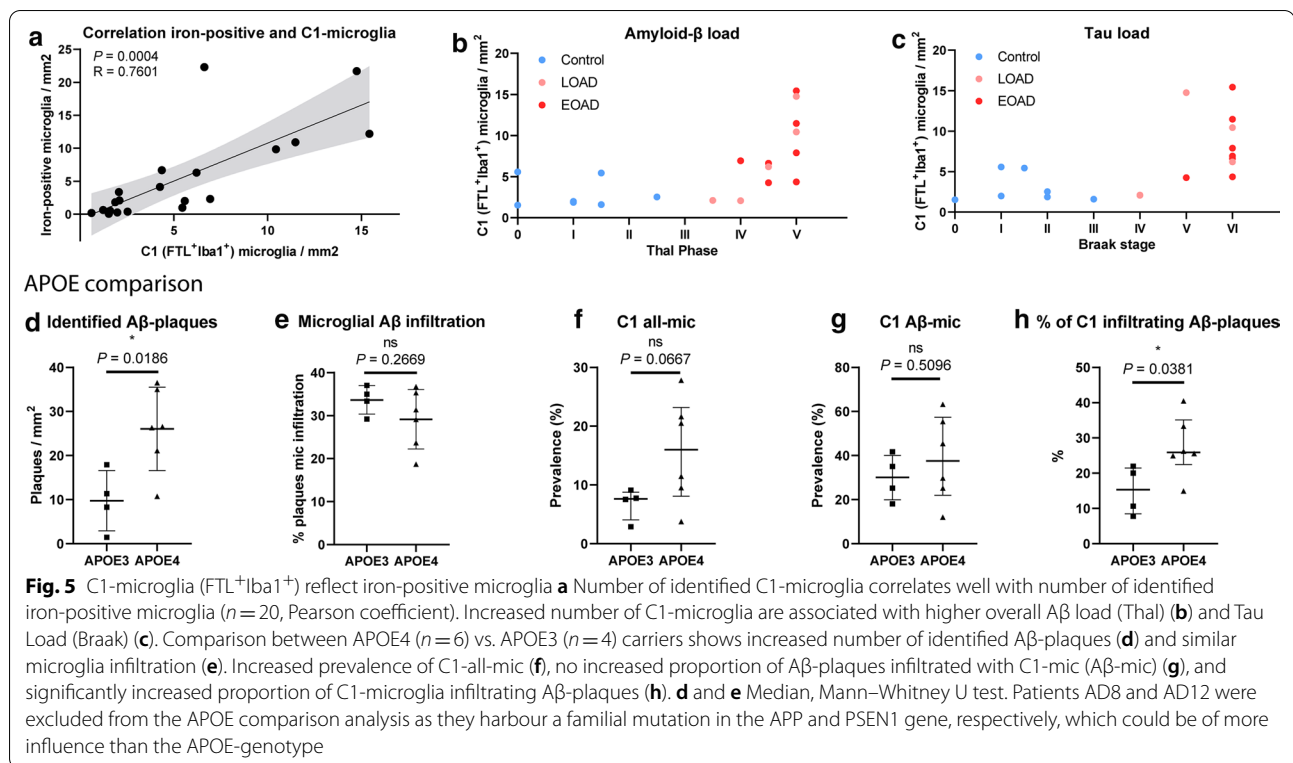 a
Correlation iron-positive and C1-microglia
P = 0.0004
R = 0.7601
Iron-positive microglia / mm2
25
20
15
10
5
0
5
10
15
C1 (FTL+Iba1+) microglia / mm2
b
Amyloid-β load
Control
LOAD
EOAD
C1 (FTL+Iba1+) microglia / mm2
20
15
10
5
0
0
I
II
III
IV
V
Thal Phase
c
Tau load
Control
LOAD
EOAD
C1 (FTL+Iba1+) microglia / mm2
20
15
10
5
0
0
I
II
III
IV
V
VI
Braak stage
APOE comparison
d Identified Aβ-plaques
*
P = 0.0186
Plaques / mm2
40
30
20
10
0
APOE3 APOE4
e Microglial Aβ infiltration
ns
P = 0.2669
% plaques mic infiltration
40
30
20
10
0
APOE3 APOE4
f C1 all-mic
ns
P = 0.0667
Prevalence (%)
30
20
10
0
APOE3 APOE4
g C1 Aβ-mic
ns
P = 0.5096
Prevalence (%)
80
60
40
20
0
APOE3 APOE4
h % of C1 infiltrating Aβ-plaques
*
P = 0.0381
%
50
40
30
20
10
0
APOE3 APOE4
Fig. 5 C1-microglia (FTL+Iba1+) reflect iron-positive microglia a Number of identified C1-microglia correlates well with number of identified
iron-positive microglia (n = 20, Pearson coefficient). Increased number of C1-microglia are associated with higher overall Aβ load (Thal) (b) and Tau
Load (Braak) (c). Comparison between APOE4 (n = 6) vs. APOE3 (n = 4) carriers shows increased number of identified Aβ-plaques (d) and similar
microglia infiltration (e). Increased prevalence of C1-all-mic (f), no increased proportion of Aβ-plaques infiltrated with C1-mic (Aβ-mic) (g), and
significantly increased proportion of C1-microglia infiltrating Aβ-plaques (h). d and e Median, Mann–Whitney U test. Patients AD8 and AD12 were
excluded from the APOE comparison analysis as they harbour a familial mutation in the APP and PSEN1 gene, respectively, which could be of more
influence than the APOE-genotype